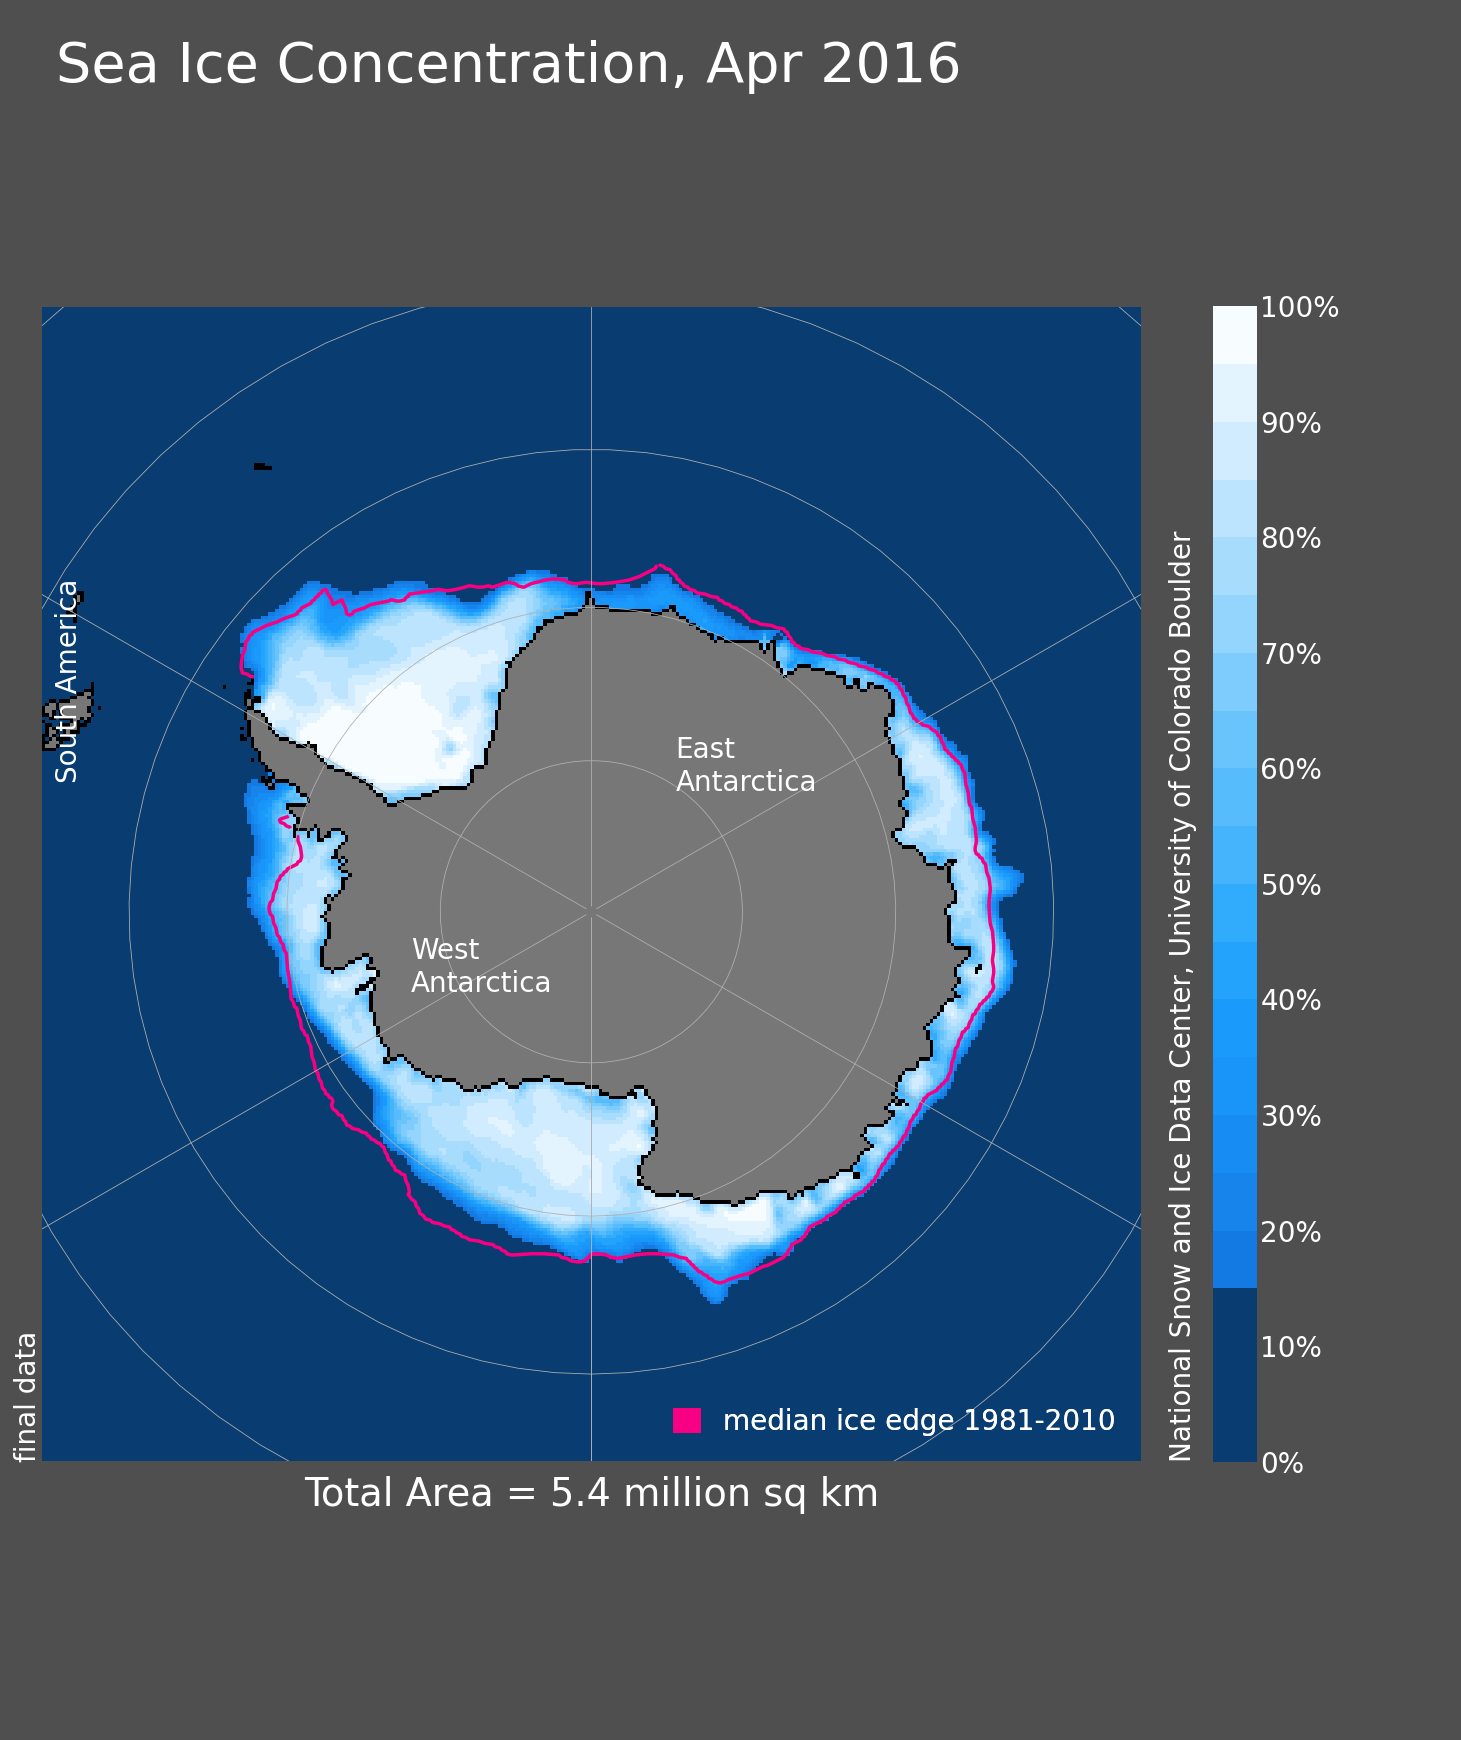 Sea Ice Concentration, Apr 2016
South America
East
Antarctica
West
Antarctica
median ice edge 1981-2010
final data
Total Area = 5.4 million sq km
National Snow and Ice Data Center, University of Colorado Boulder
100%
90%
80%
70%
60%
50%
40%
30%
20%
10%
0%